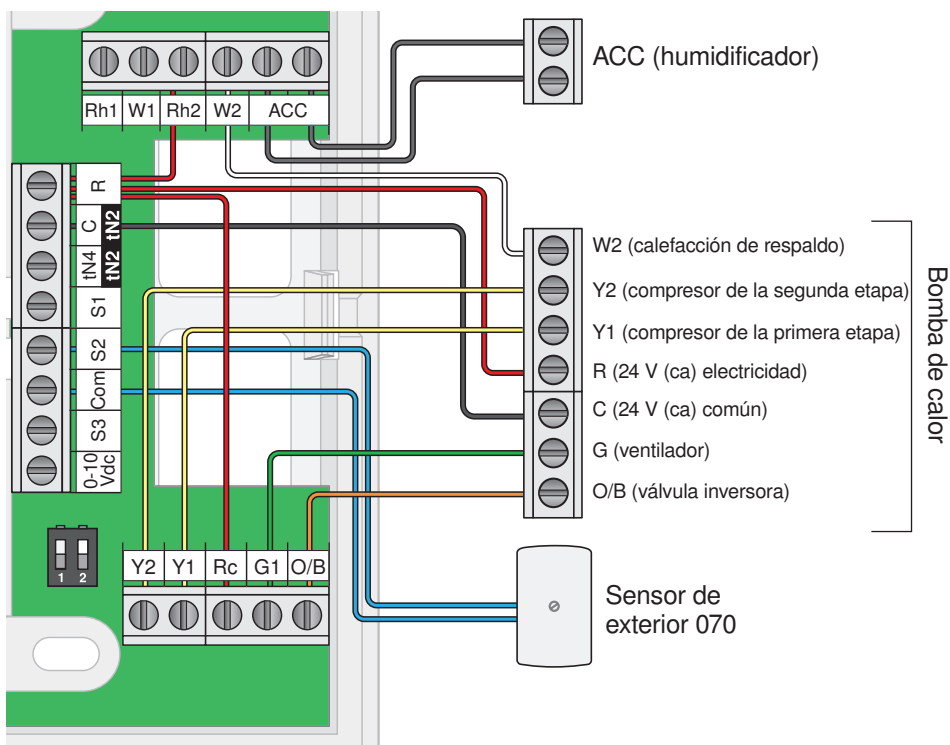 ACC (humidificador)
Rh1 W1 Rh2 W2 ACC
R
C tN2
tN4 tN2
S1
S2
Com
S3
0-10
Vdc
W2 (calefacción de respaldo)
Y2 (compresor de la segunda etapa)
Y1 (compresor de la primera etapa)
R (24 V (ca) electricidad)
C (24 V (ca) común)
G (ventilador)
O/B (válvula inversora)
Bomba de calor
1 2
Y2 Y1 Rc G1 O/B
Sensor de
exterior 070